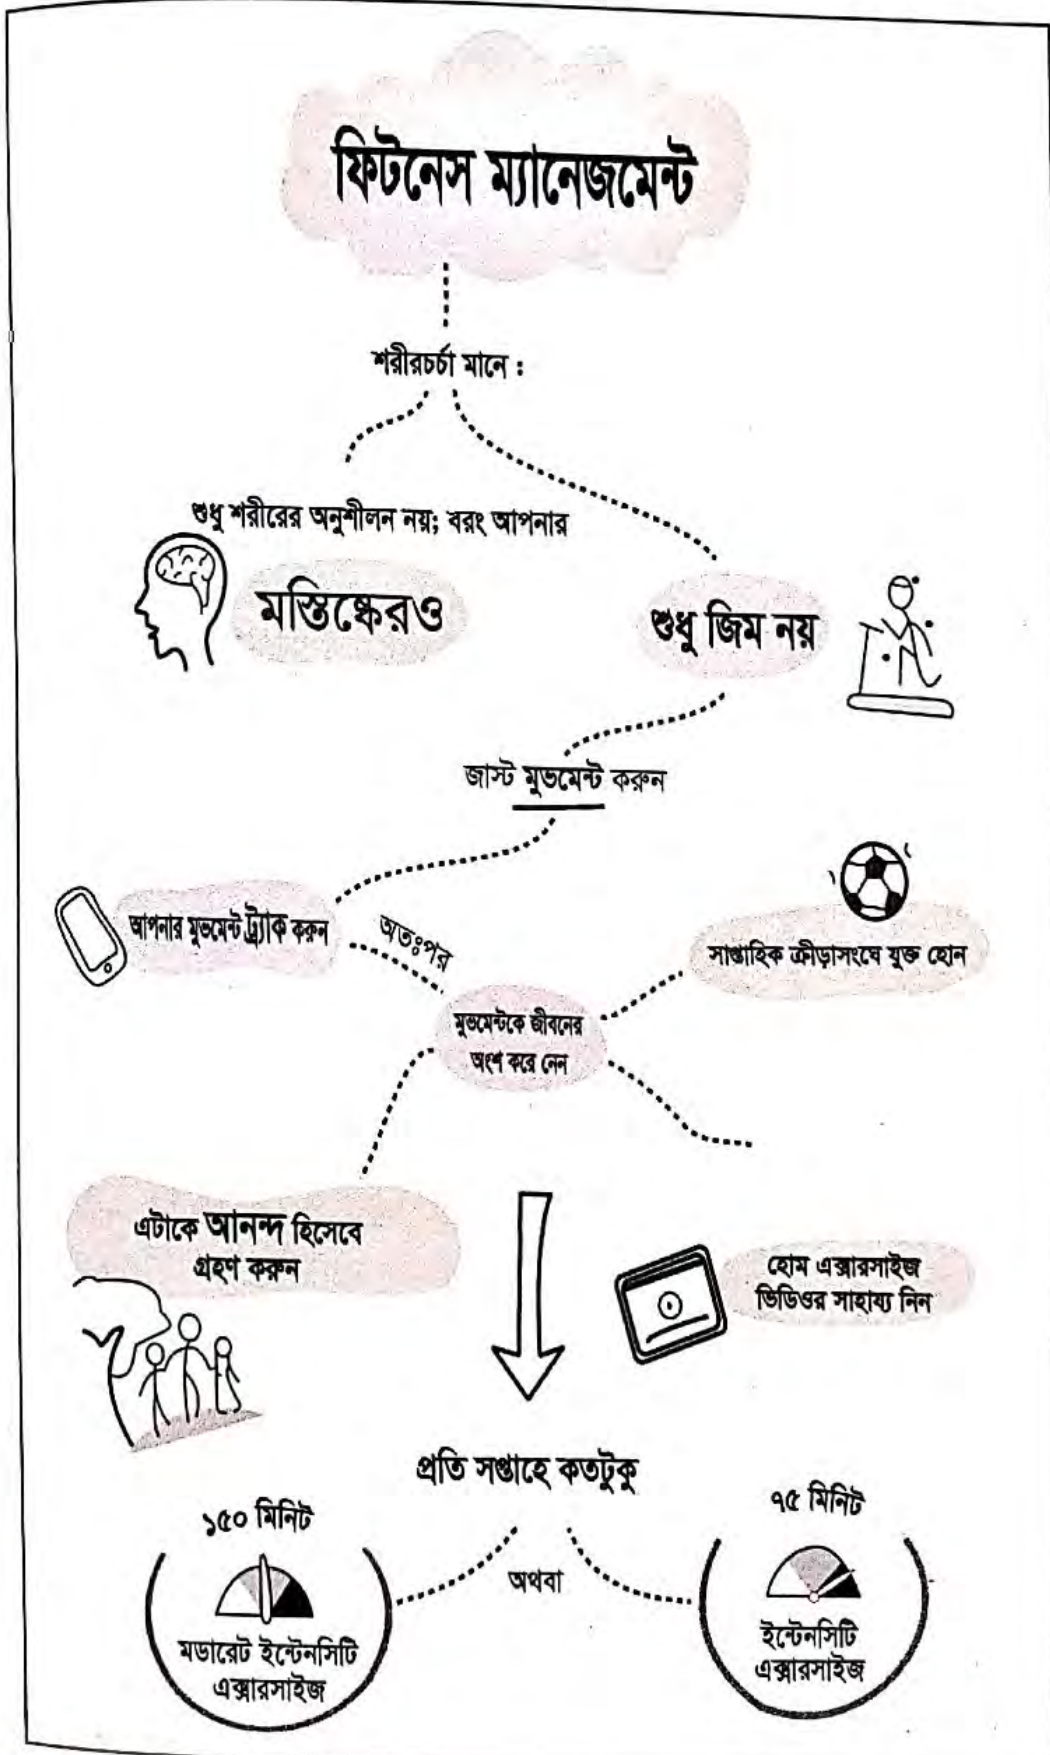 ফিটনেস ম্যানেজমেন্ট
শরীরচর্চা মানে :
শুধু শরীরের অনুশীলন নয়; বরং আপনার
মস্তিষ্কেরও
শুধু জিম নয়
জাস্ট মুভমেন্ট করুন
আপনার মুভমেন্ট ট্র্যাক করুন
অতঃপর
সাপ্তাহিক ক্রীড়াসংঘে যুক্ত হোন
মুভমেন্টকে জীবনের
অংশ করে নেন
এটাকে আনন্দ হিসেবে
গ্রহণ করুন
হোম এক্সারসাইজ
ভিডিওর সাহায্য নিন
প্রতি সপ্তাহে কতটুকু
১৫০ মিনিট
৭৫ মিনিট
অথবা
মডারেট ইন্টেনসিটি
এক্সারসাইজ
ইন্টেনসিটি
এক্সারসাইজ